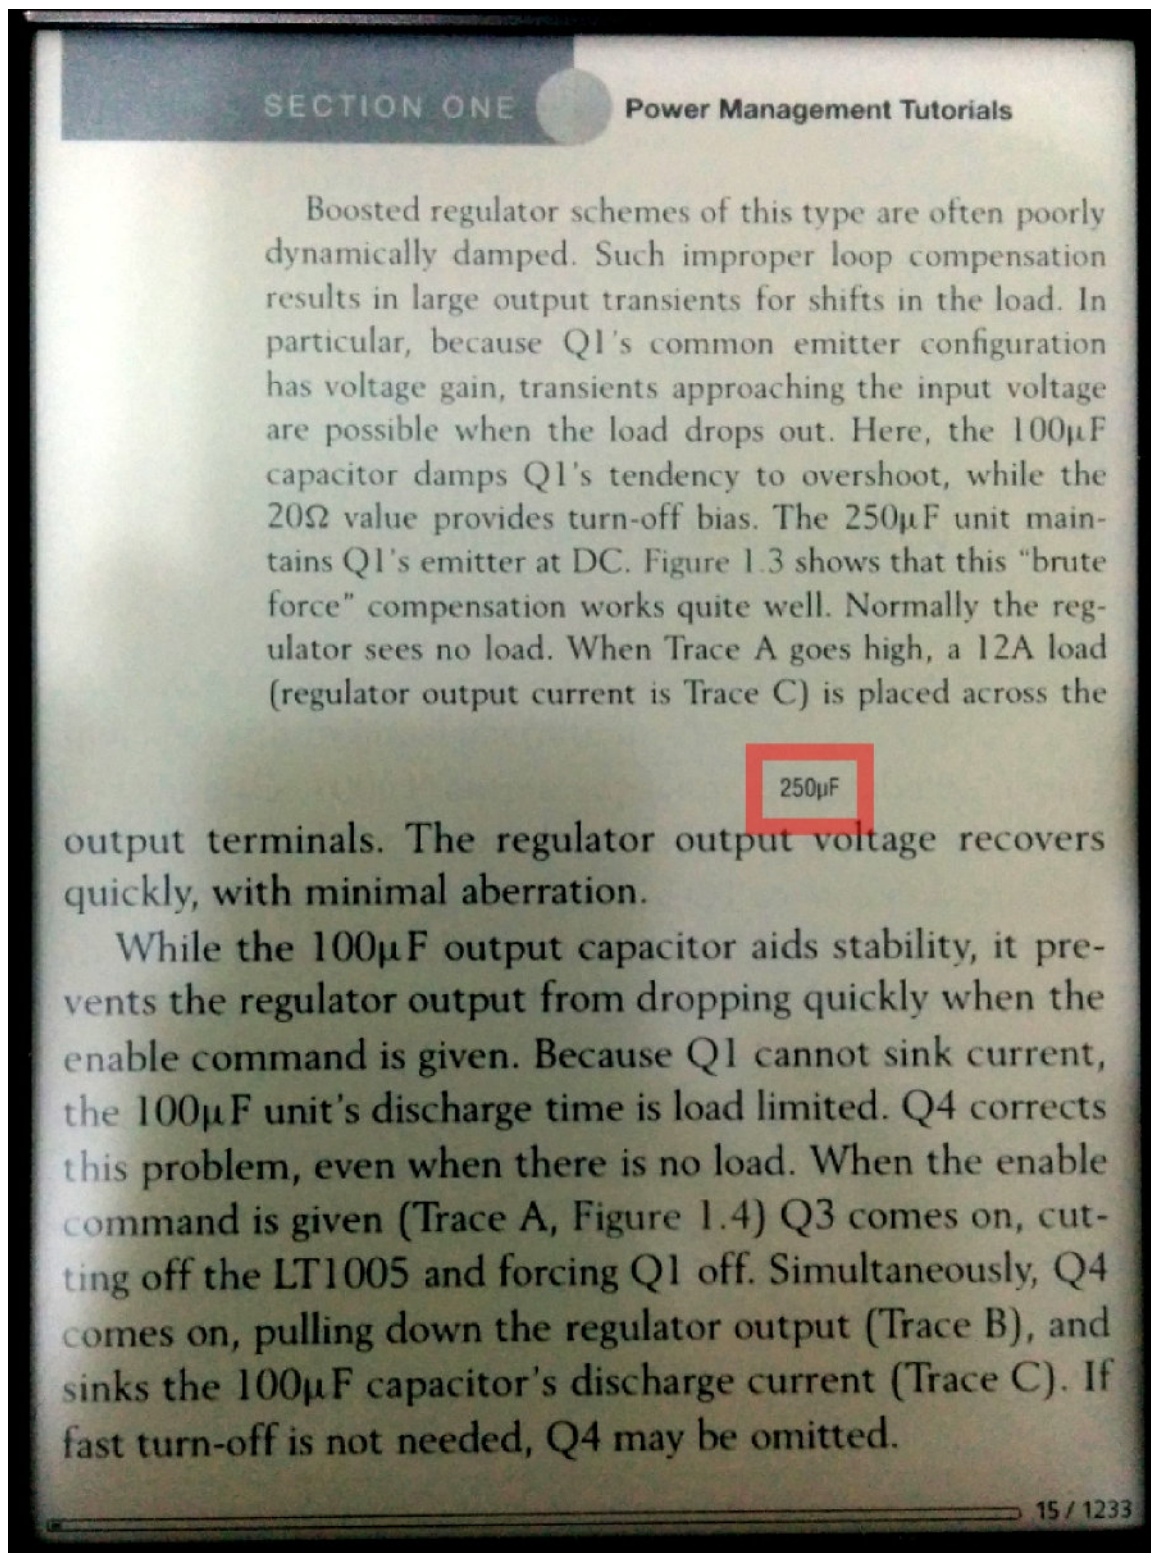 SECTION ONE Power Management Tutorials
Boosted regulator schemes of this type are often poorly
dynamically damped. Such improper loop compensation
results in large output transients for shifts in the load. In
particular, because Q1's common emitter configuration
has voltage gain, transients approaching the input voltage
are possible when the load drops out. Here, the 100µF
capacitor damps Q1's tendency to overshoot, while the
20Ω value provides turn-off bias. The 250µF unit main-
tains Q1's emitter at DC. Figure 1.3 shows that this “brute
force” compensation works quite well. Normally the reg-
ulator sees no load. When Trace A goes high, a 12A load
(regulator output current is Trace C) is placed across the
250µF
output terminals. The regulator output voltage recovers
quickly, with minimal aberration.
While the 100µF output capacitor aids stability, it pre-
vents the regulator output from dropping quickly when the
enable command is given. Because Q1 cannot sink current,
the 100µF unit's discharge time is load limited. Q4 corrects
this problem, even when there is no load. When the enable
command is given (Trace A, Figure 1.4) Q3 comes on, cut-
ting off the LT1005 and forcing Q1 off. Simultaneously, Q4
comes on, pulling down the regulator output (Trace B), and
sinks the 100µF capacitor's discharge current (Trace C). If
fast turn-off is not needed, Q4 may be omitted.
15 / 1233